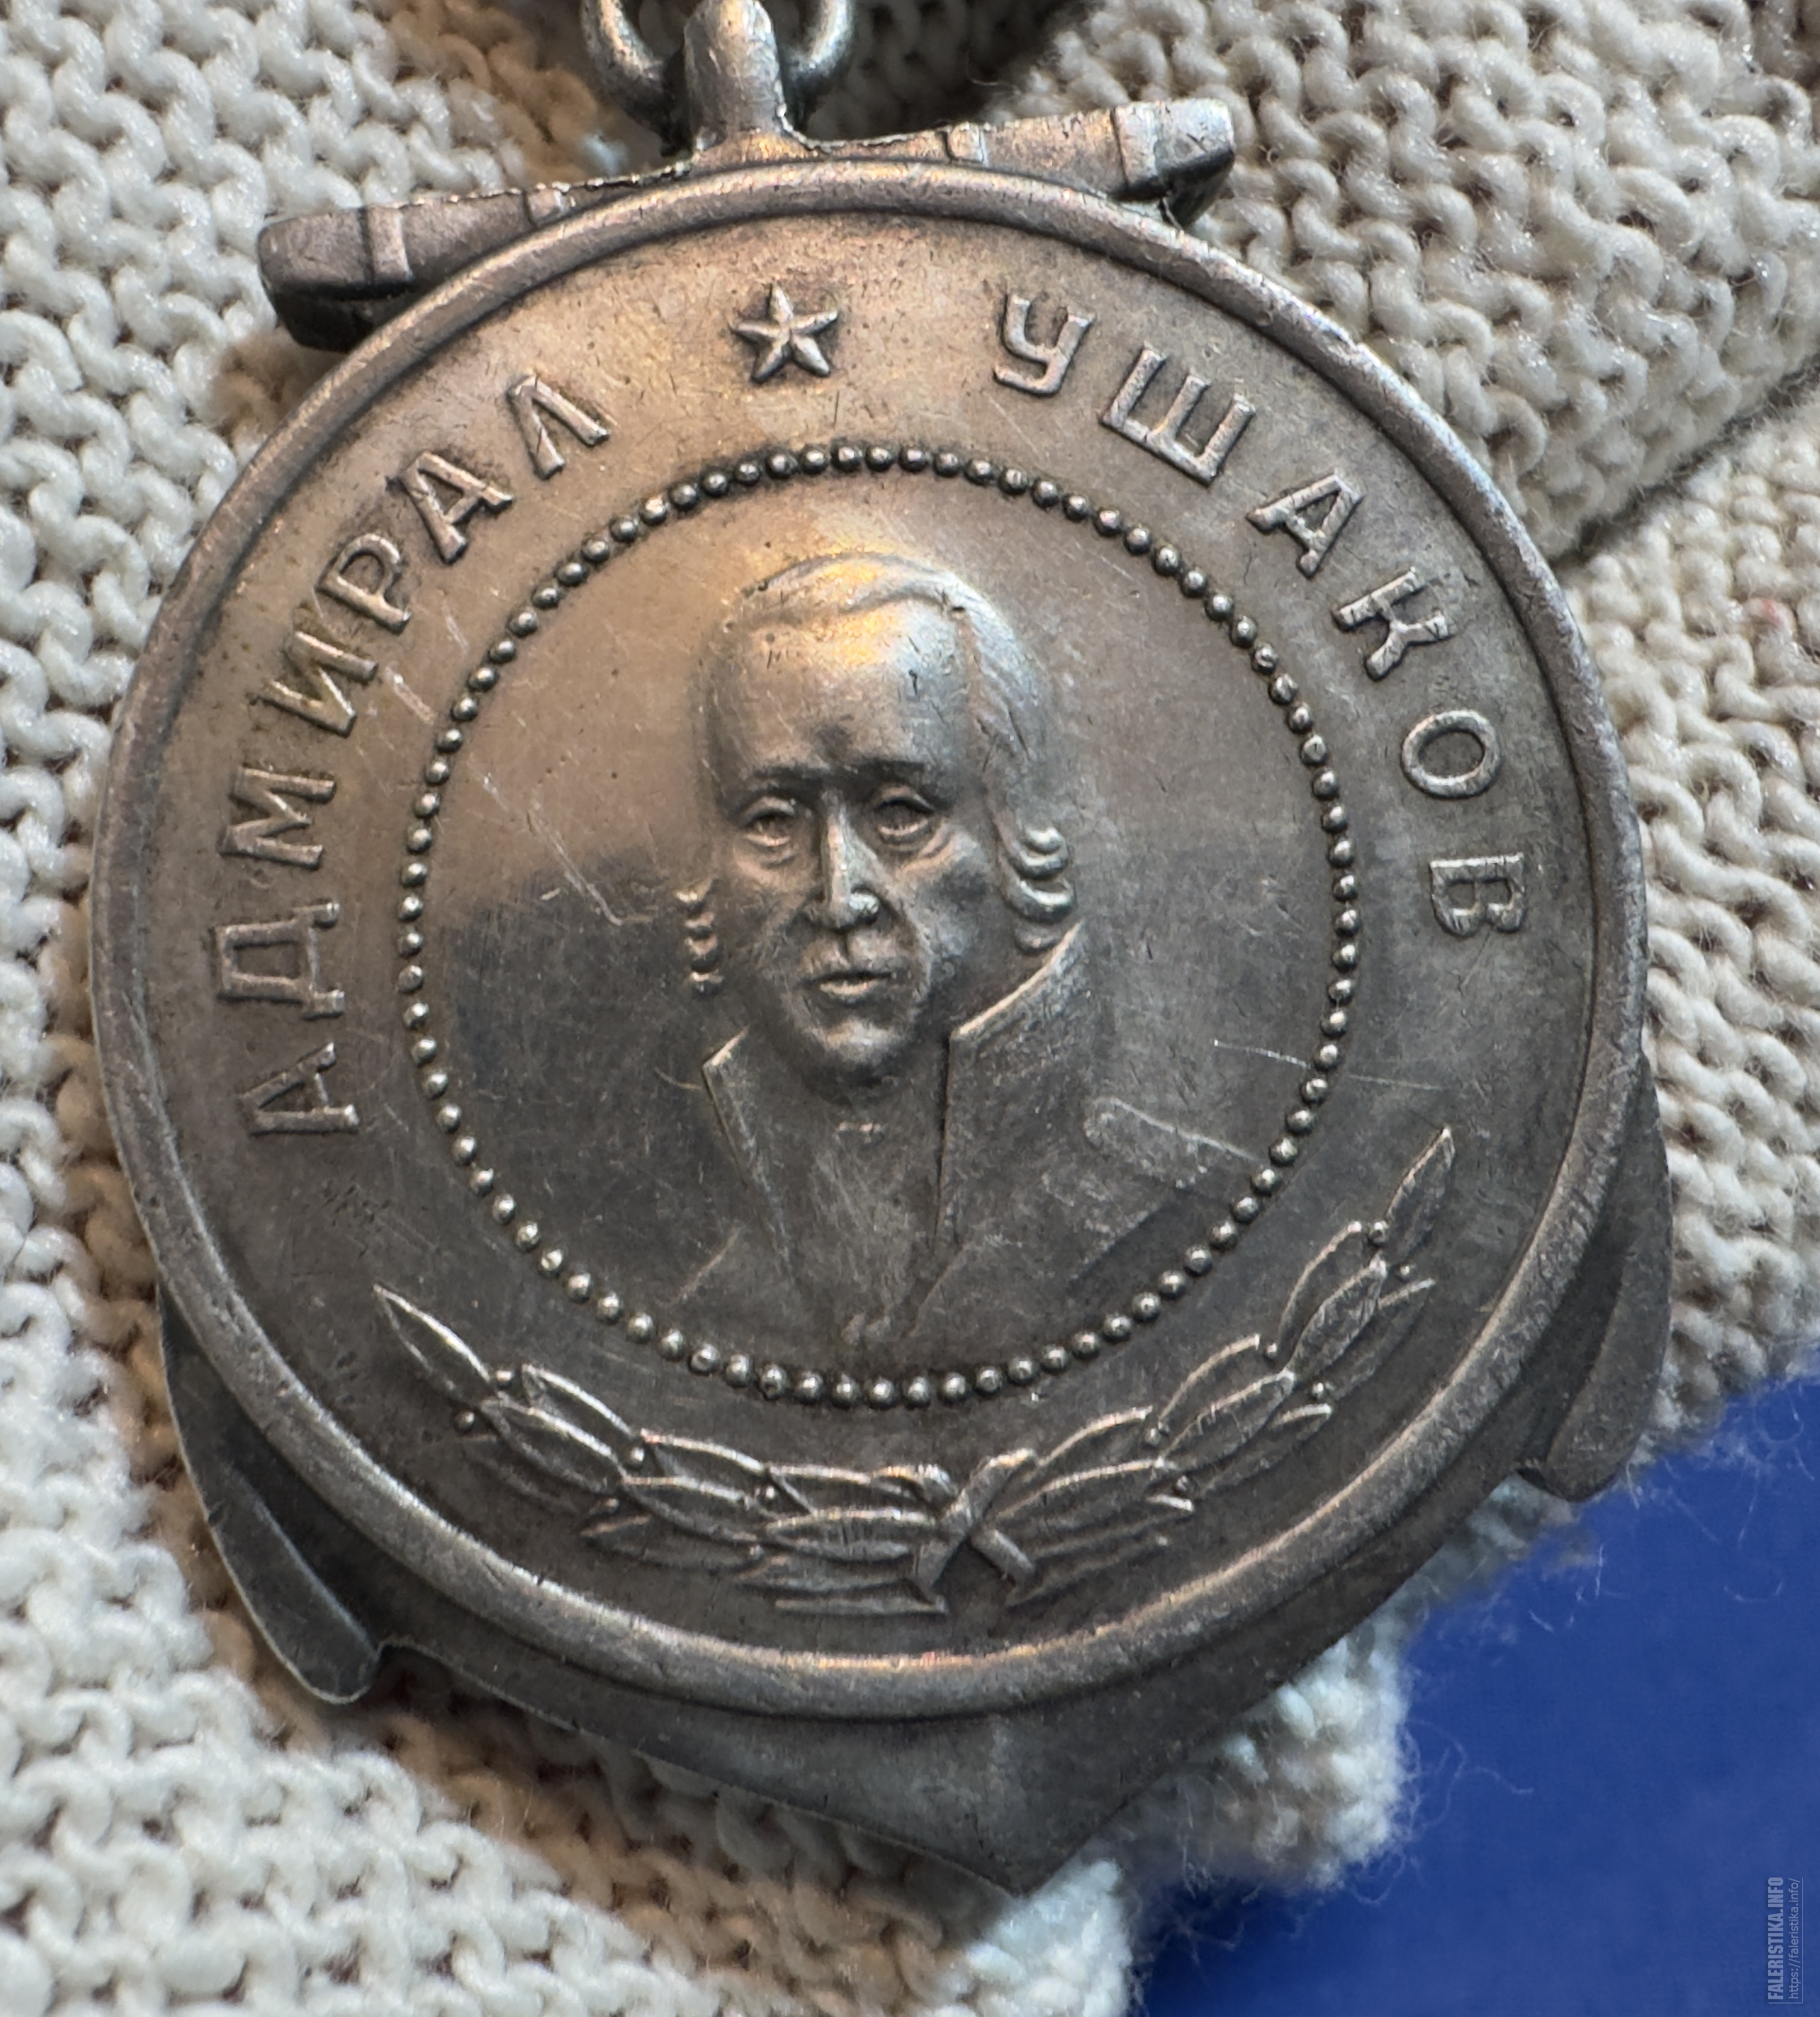 АДМИРАЛ ★ УШАКОВ
FALERISTIKA.INFO
https://faleristika.info/